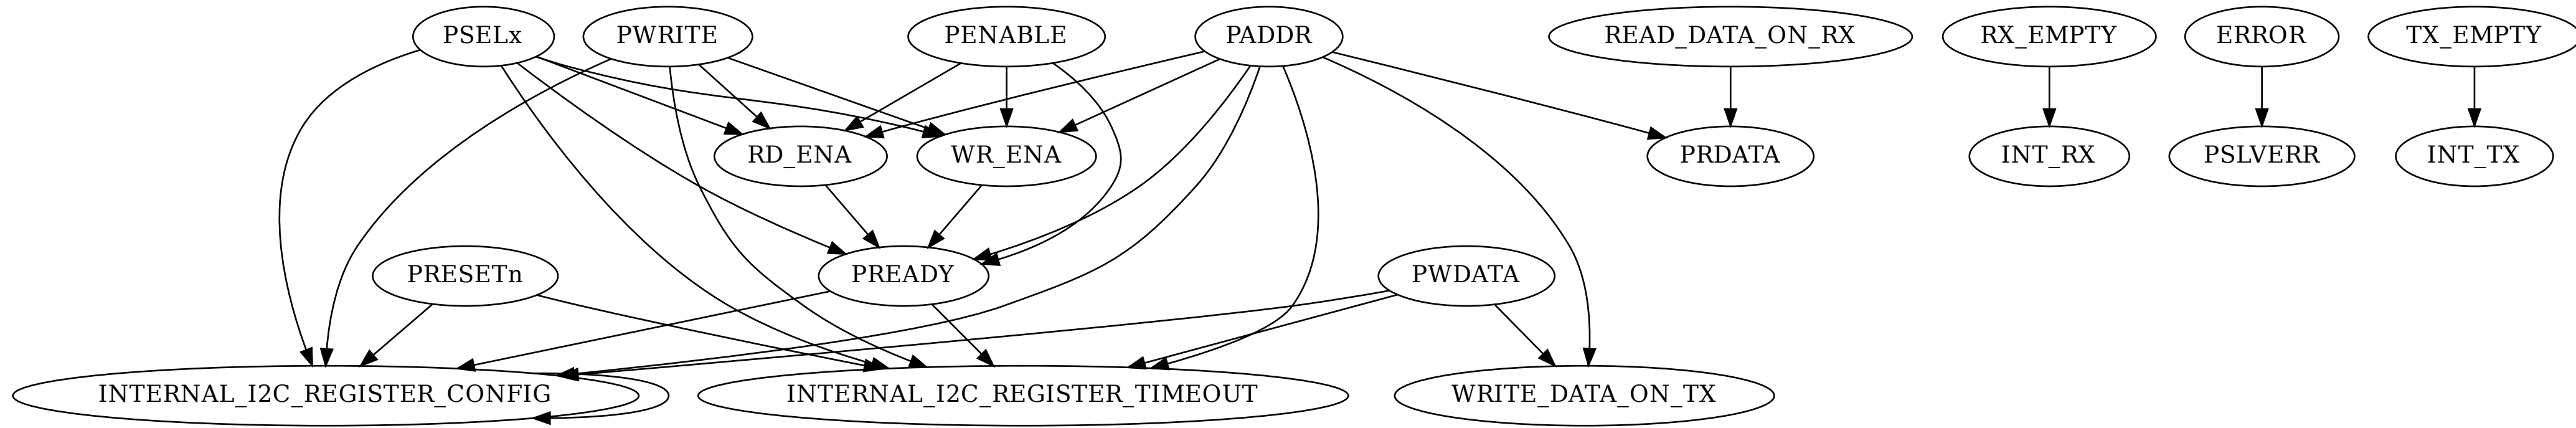 PSELx
PWRITE
PENABLE
PADDR
READ_DATA_ON_RX
RX_EMPTY
ERROR
TX_EMPTY
RD_ENA
WR_ENA
PRDATA
INT_RX
PSLVERR
INT_TX
PRESETn
PREADY
PWDATA
INTERNAL_I2C_REGISTER_CONFIG
INTERNAL_I2C_REGISTER_TIMEOUT
WRITE_DATA_ON_TX